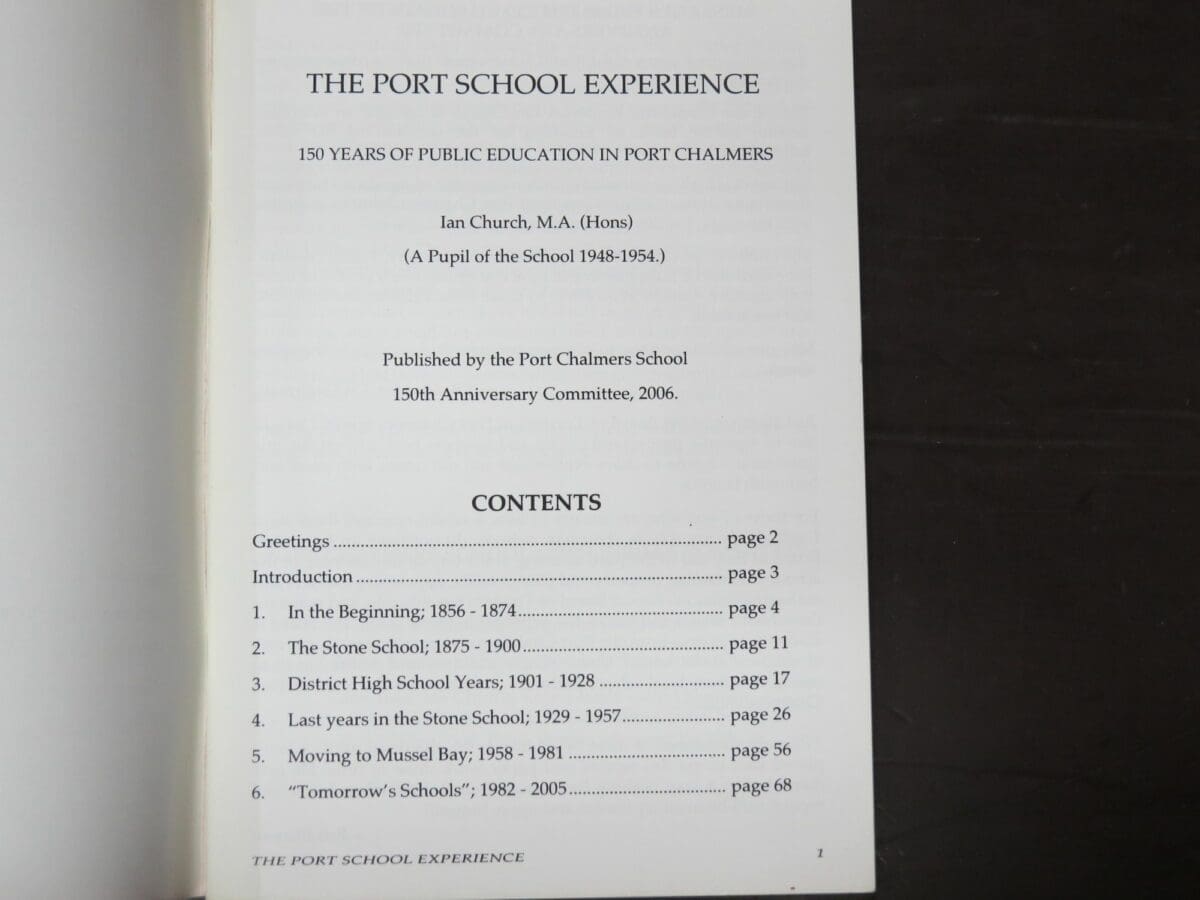 THE PORT SCHOOL EXPERIENCE
150 YEARS OF PUBLIC EDUCATION IN PORT CHALMERS
Ian Church, M.A. (Hons)
(A Pupil of the School 1948-1954.)
Published by the Port Chalmers School
150th Anniversary Committee, 2006.
CONTENTS
Greetings ........ page 2
Introduction ........ page 3
1. In the Beginning; 1856 - 1874........ page 4
2. The Stone School; 1875 - 1900........ page 11
3. District High School Years; 1901 - 1928 ........ page 17
4. Last years in the Stone School; 1929 - 1957........ page 26
5. Moving to Mussel Bay; 1958 - 1981 ........ page 56
6. “Tomorrow’s Schools”; 1982 - 2005........ page 68
THE PORT SCHOOL EXPERIENCE 1